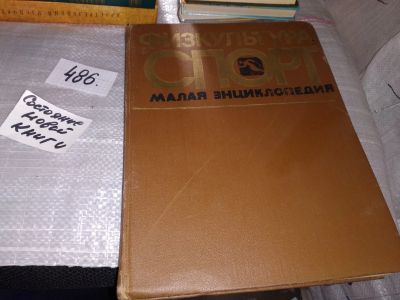 486.
Состояние
новой
книги
ФИЗКУЛЬТУРА
СПОРТ
МАЛАЯ ЭНЦИКЛОПЕДИЯ